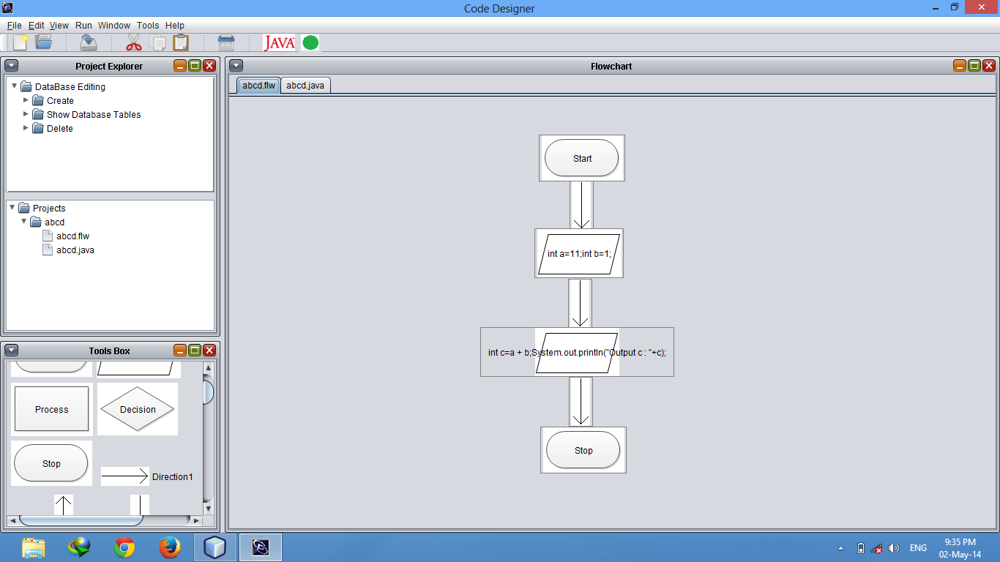 Code Designer
File Edit View Run Window Tools Help
JAVA
Project Explorer
DataBase Editing
Create
Show Database Tables
Delete
Projects
abcd
abcd.flw
abcd.java
Tools Box
Process
Decision
Stop
Direction1
Flowchart
abcd.flw
abcd.java
Start
int a=11;int b=1;
int c=a + b;System.out.println("Output c : "+c);
Stop
ENG
9:35 PM
02-May-14